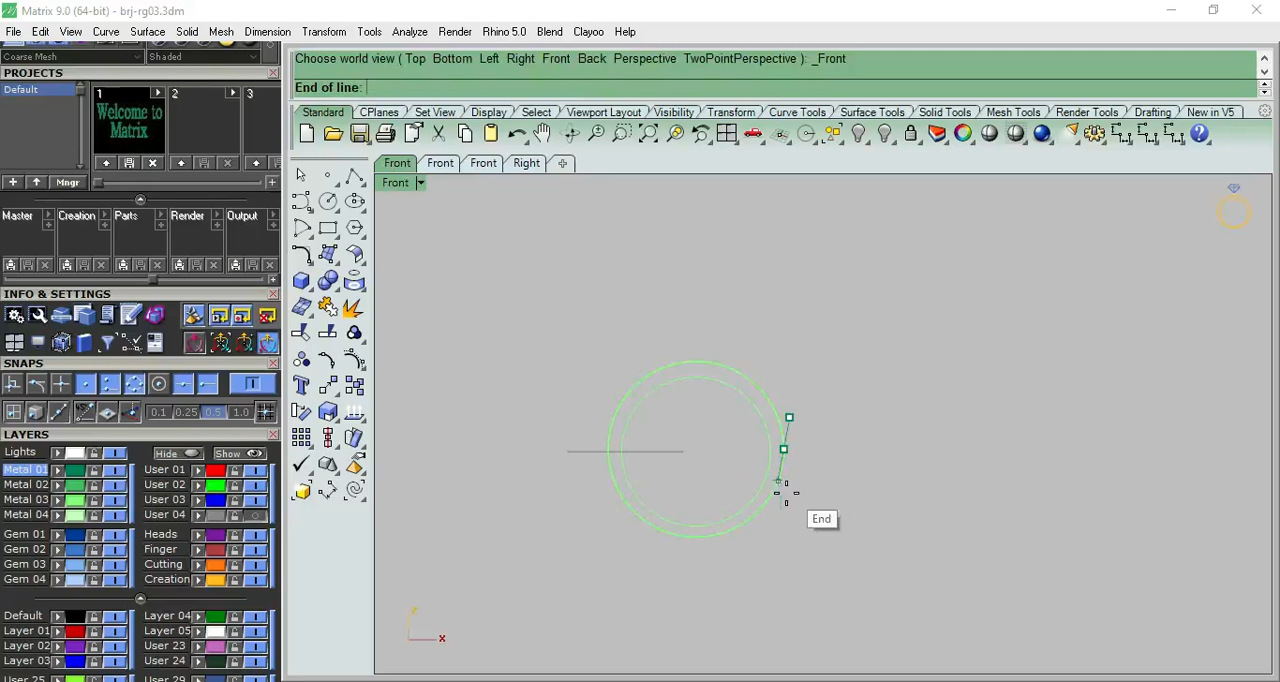 Matrix 9.0 (64-bit) - brj-rg03.3dm
File Edit View Curve Surface Solid Mesh Dimension Transform Tools Analyze Render Rhino 5.0 Blend Clayoo Help
Coarse Mesh Shaded
PROJECTS
Default
1 2 3
Welcome to Matrix
Mngr
Master Creation Parts Render Output
INFO & SETTINGS
SNAPS
0.1 0.25 0.5 1.0
LAYERS
Lights Hide Show
Metal 01 User 01
Metal 02 User 02
Metal 03 User 03
Metal 04 User 04
Gem 01 Heads
Gem 02 Finger
Gem 03 Cutting
Gem 04 Creation
Default Layer 04
Layer 01 Layer 05
Layer 02 User 23
Layer 03 User 24
User 25 User 29
Choose world view ( Top Bottom Left Right Front Back Perspective TwoPointPerspective ): _Front
End of line:
Standard CPlanes Set View Display Select Viewport Layout Visibility Transform Curve Tools Surface Tools Solid Tools Mesh Tools Render Tools Drafting New in V5
Front Front Front Right
Front
End
x